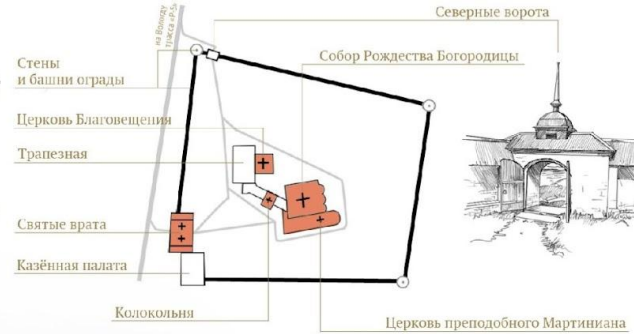 Северные ворота
на Вологду
трасса «Р-5»
Собор Рождества Богородицы
Стены
и башни ограды
Церковь Благовещения
Трапезная
Святые врата
Казённая палата
Колокольня
Церковь преподобного Мартиниана